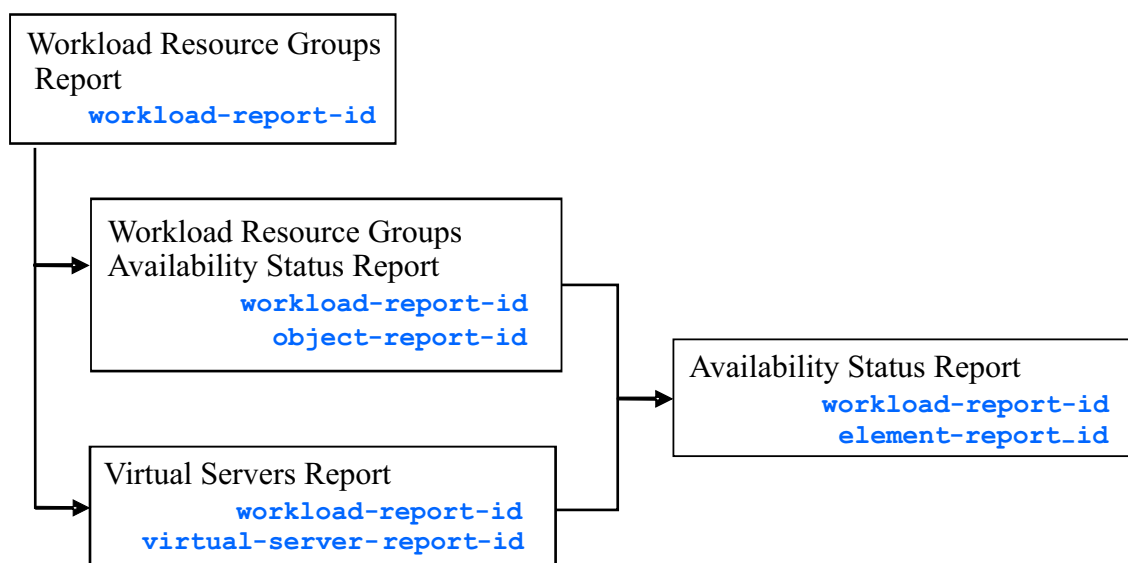 Workload Resource Groups
Report
workload-report-id
Workload Resource Groups
Availability Status Report
workload-report-id
object-report-id
Availability Status Report
workload-report-id
element-report_id
Virtual Servers Report
workload-report-id
virtual-server-report-id